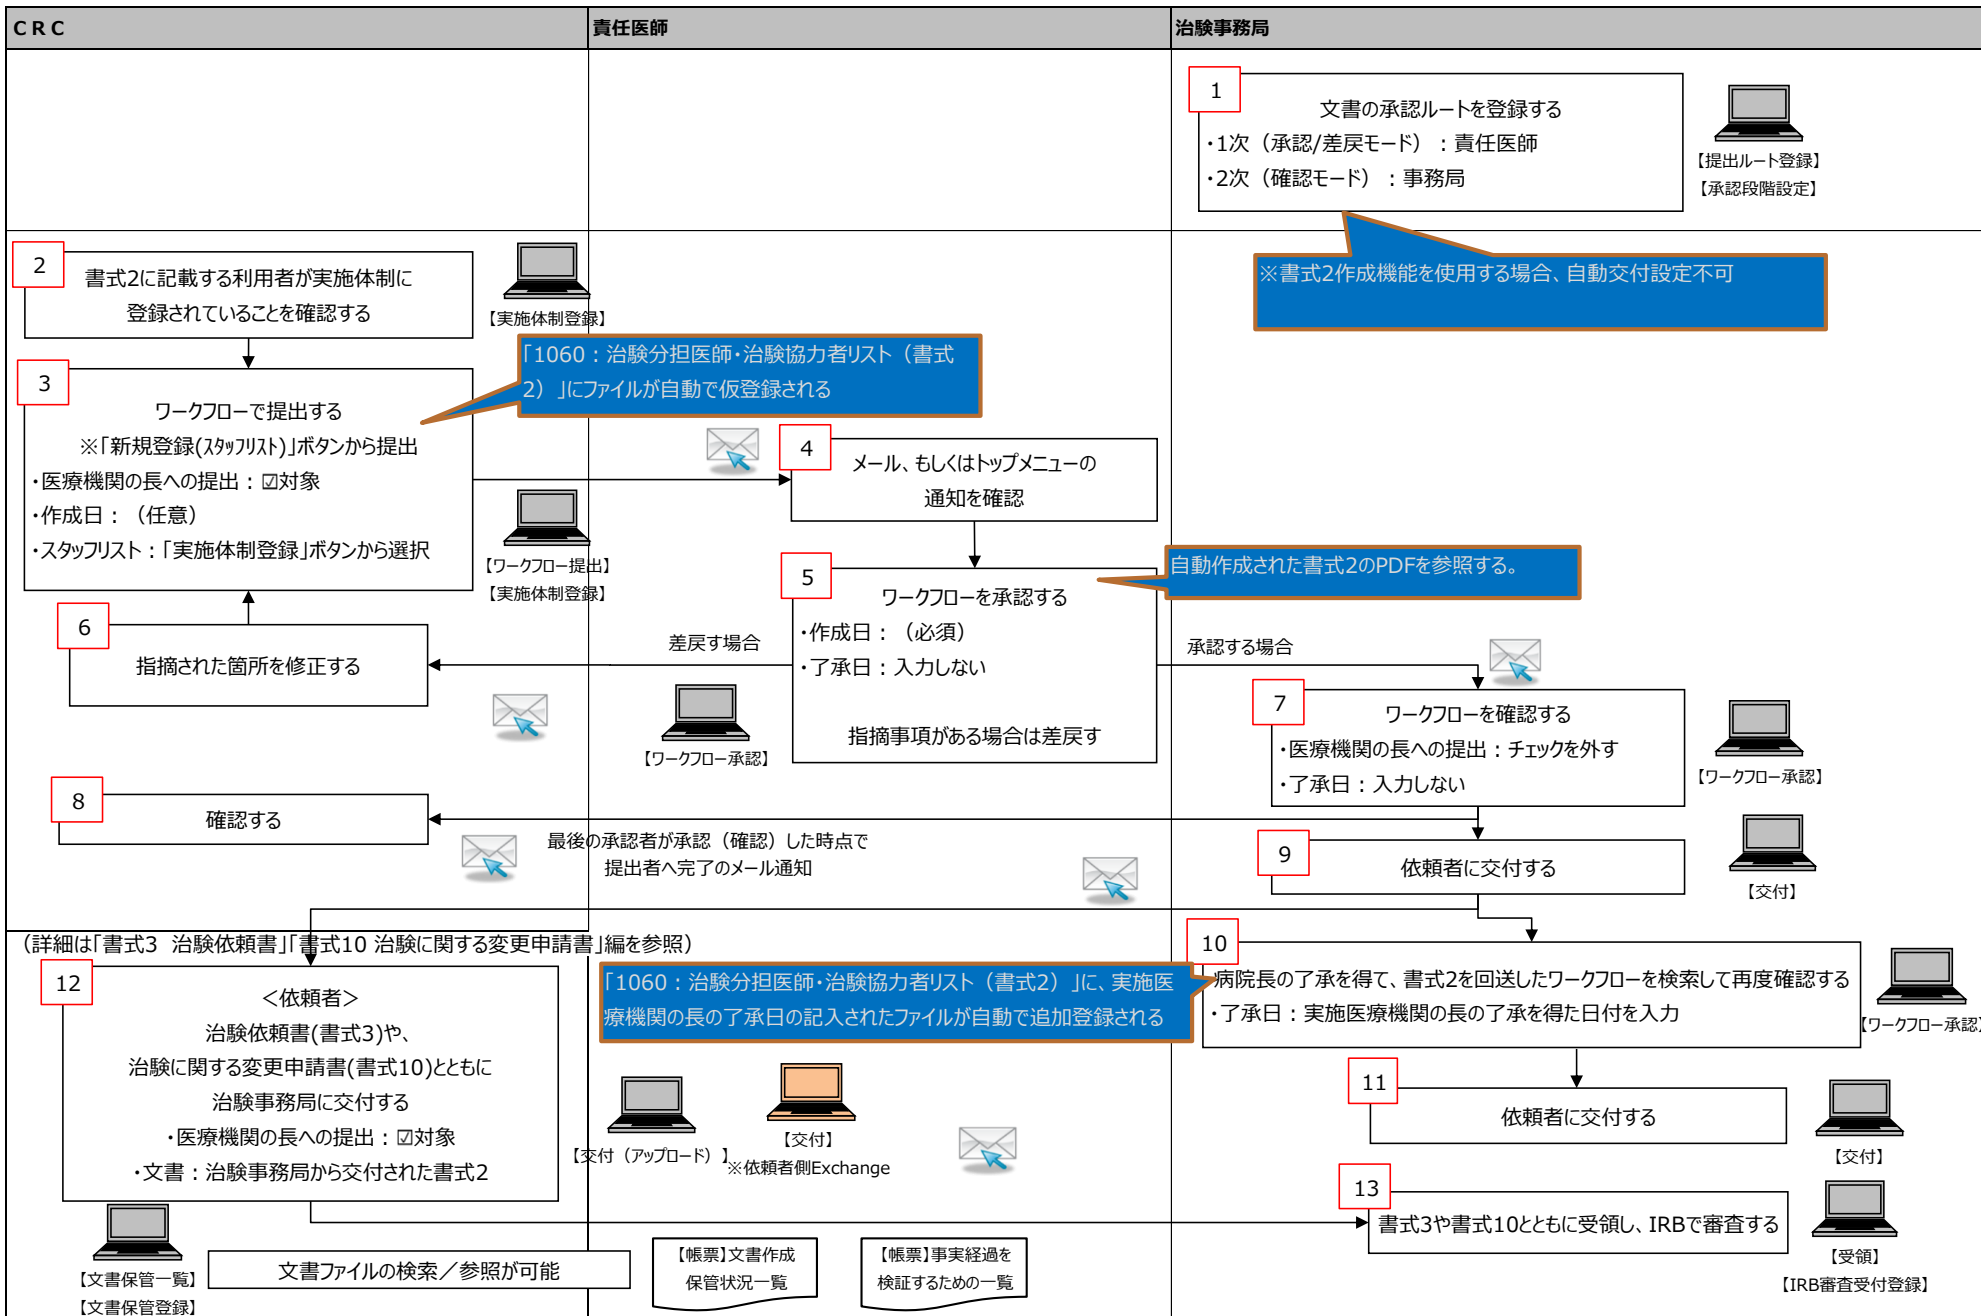 ＣＲＣ
責任医師
治験事務局
1
文書の承認ルートを登録する
・1次（承認/差戻モード）：責任医師
・2次（確認モード）：事務局
【提出ルート登録】
【承認段階設定】
※書式2作成機能を使用する場合、自動交付設定不可
2
書式2に記載する利用者が実施体制に
登録されていることを確認する
【実施体制登録】
「1060：治験分担医師・治験協力者リスト（書式
2）」にファイルが自動で仮登録される
3
ワークフローで提出する
※「新規登録(スタッフリスト)」ボタンから提出
・医療機関の長への提出：☑対象
・作成日：（任意）
・スタッフリスト：「実施体制登録」ボタンから選択
【ワークフロー提出】
【実施体制登録】
4
メール、もしくはトップメニューの
通知を確認
5
ワークフローを承認する
・作成日：（必須）
・了承日：入力しない
指摘事項がある場合は差戻す
自動作成された書式2のPDFを参照する。
【ワークフロー承認】
差戻す場合
承認する場合
6
指摘された箇所を修正する
7
ワークフローを確認する
・医療機関の長への提出：チェックを外す
・了承日：入力しない
【ワークフロー承認】
8
確認する
最後の承認者が承認（確認）した時点で
提出者へ完了のメール通知
9
依頼者に交付する
【交付】
（詳細は「書式3 治験依頼書」「書式10 治験に関する変更申請書」編を参照）
10
病院長の了承を得て、書式2を回送したワークフローを検索して再度確認する
・了承日：実施医療機関の長の了承を得た日付を入力
【ワークフロー承認】
「1060：治験分担医師・治験協力者リスト（書式2）」に、実施医
療機関の長の了承日の記入されたファイルが自動で追加登録される
11
依頼者に交付する
【交付】
12
＜依頼者＞
治験依頼書(書式3)や、
治験に関する変更申請書(書式10)とともに
治験事務局に交付する
・医療機関の長への提出：☑対象
・文書：治験事務局から交付された書式2
【交付（アップロード）】
【交付】
※依頼者側Exchange
13
書式3や書式10とともに受領し、IRBで審査する
【受領】
【IRB審査受付登録】
【文書保管一覧】
【文書保管登録】
文書ファイルの検索／参照が可能
【帳票】文書作成
保管状況一覧
【帳票】事実経過を
検証するための一覧